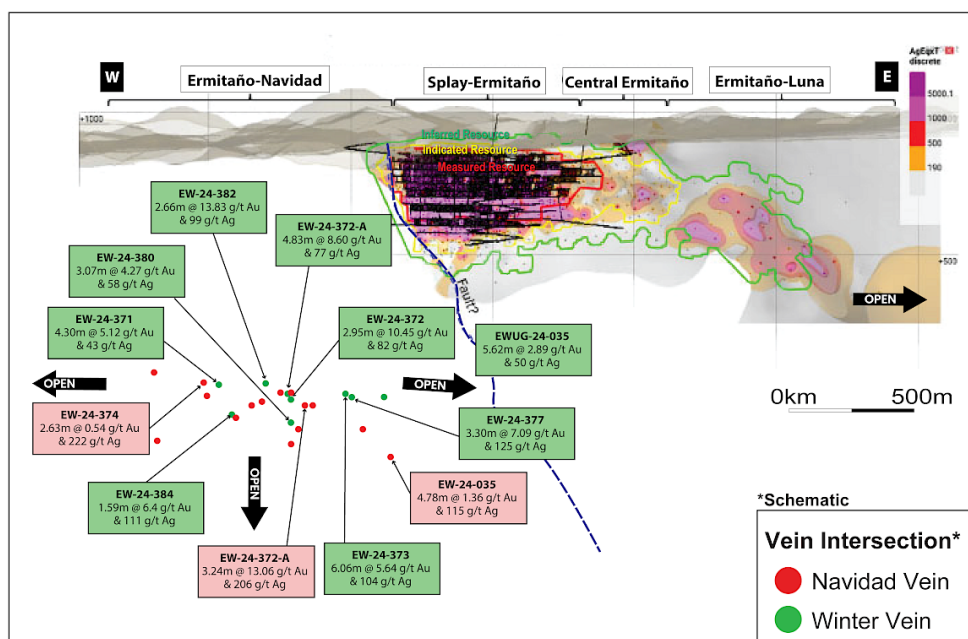 AgEqxT
discrete
5000.1
1000
500
190
W
Ermitaño-Navidad
Splay-Ermitaño
Central Ermitaño
Ermitaño-Luna
E
+1000
Inferred Resource
Indicated Resource
Measured Resource
+500
Fault?
OPEN
EW-24-382
2.66m @ 13.83 g/t Au
& 99 g/t Ag
EW-24-372-A
4.83m @ 8.60 g/t Au
& 77 g/t Ag
EW-24-380
3.07m @ 4.27 g/t Au
& 58 g/t Ag
EW-24-371
4.30m @ 5.12 g/t Au
& 43 g/t Ag
EW-24-372
2.95m @ 10.45 g/t Au
& 82 g/t Ag
EWUG-24-035
5.62m @ 2.89 g/t Au
& 50 g/t Ag
OPEN
OPEN
0km
500m
EW-24-374
2.63m @ 0.54 g/t Au
& 222 g/t Ag
EW-24-377
3.30m @ 7.09 g/t Au
& 125 g/t Ag
OPEN
EW-24-384
1.59m @ 6.4 g/t Au
& 111 g/t Ag
EW-24-035
4.78m @ 1.36 g/t Au
& 115 g/t Ag
EW-24-372-A
3.24m @ 13.06 g/t Au
& 206 g/t Ag
EW-24-373
6.06m @ 5.64 g/t Au
& 104 g/t Ag
*Schematic
Vein Intersection*
Navidad Vein
Winter Vein